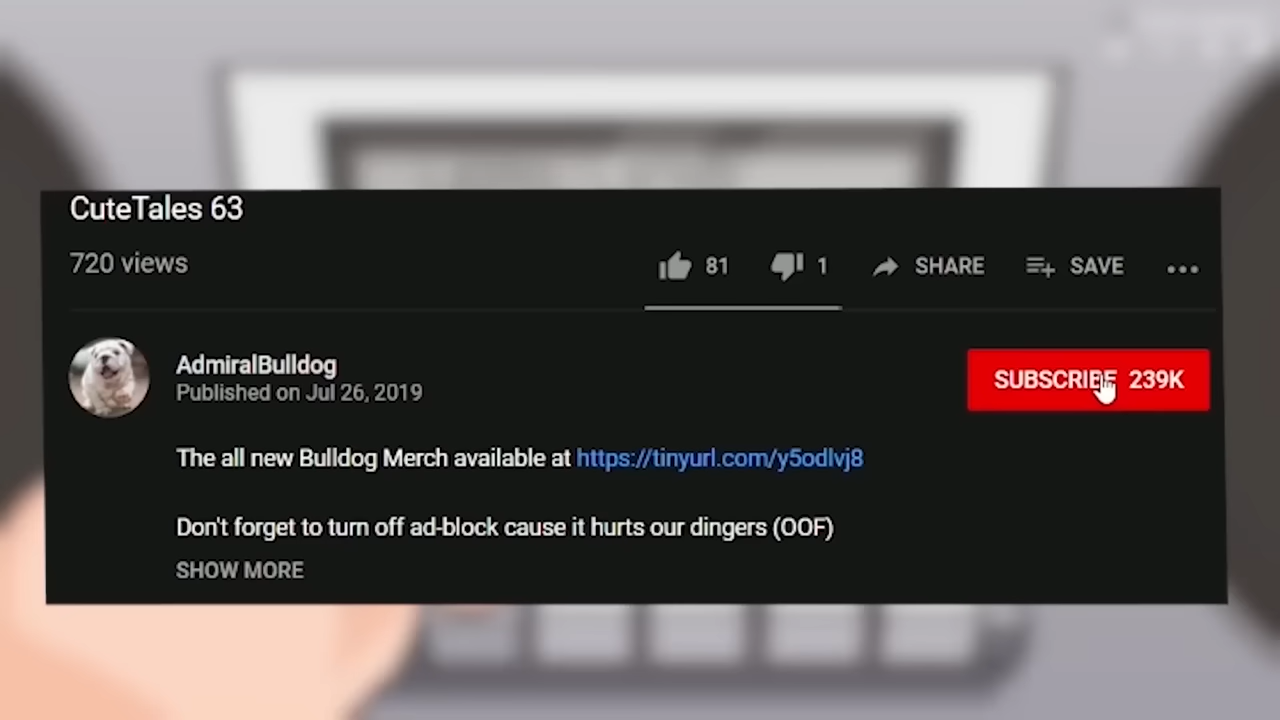 CuteTales 63
720 views
81 1 SHARE SAVE
AdmiralBulldog
Published on Jul 26, 2019
SUBSCRIBE 239K
The all new Bulldog Merch available at https://tinyurl.com/y5odlvj8
Don't forget to turn off ad-block cause it hurts our dingers (OOF)
SHOW MORE